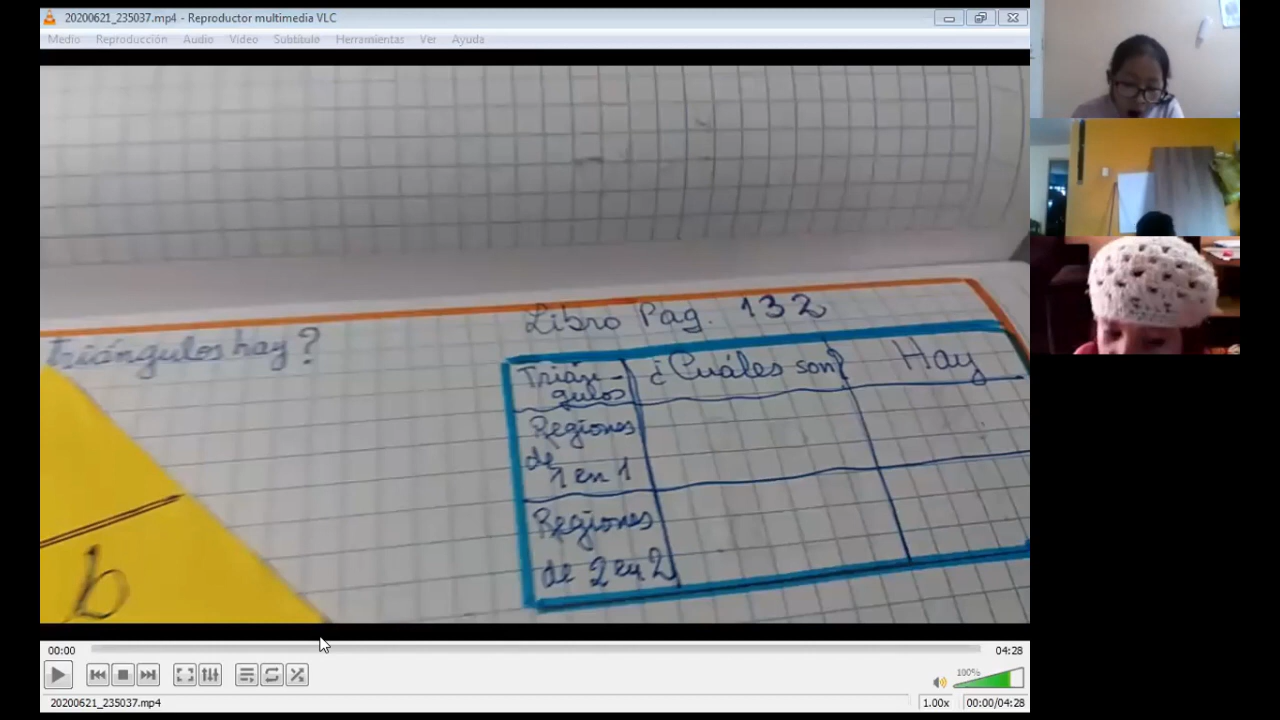 20200621_235037.mp4 - Reproductor multimedia VLC
Medio Reproducción Audio Video Subtítulo Herramientas Ver Ayuda
Libro Pag. 132
Triángulos hay?
Trián-
gulos
¿Cuáles son?
Hay
Regiones
de
1 en 1
Regiones
de 2 en 2
b
00:00
04:28
100%
20200621_235037.mp4
1.00x
00:00/04:28